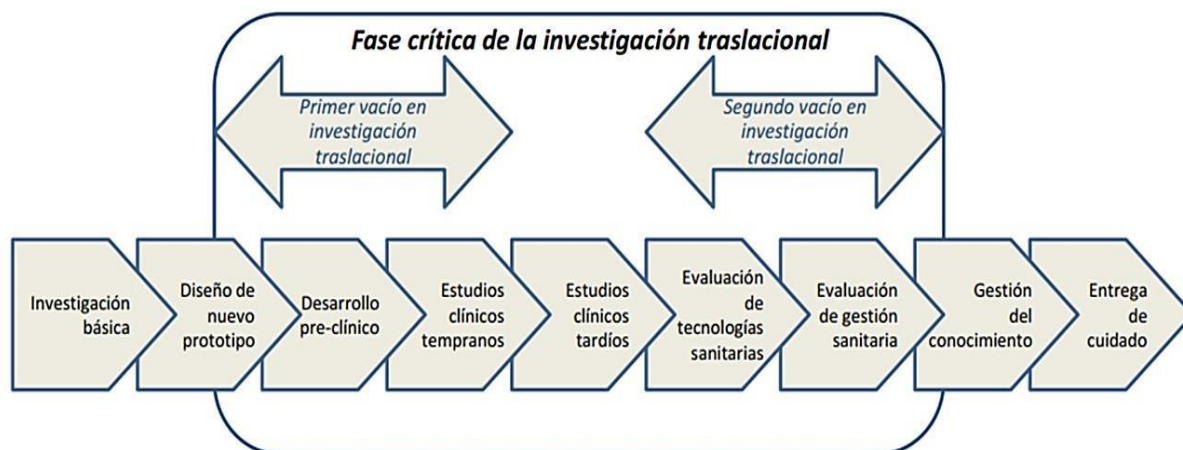 Fase crítica de la investigación traslacional
Primer vacío en
investigación
traslacional
Segundo vacío en
investigación
traslacional
Investigación
básica
Diseño de
nuevo
prototipo
Desarrollo
pre-clínico
Estudios
clínicos
tempranos
Estudios
clínicos
tardíos
Evaluación
de
tecnologías
sanitarias
Evaluación
de gestión
sanitaria
Gestión
del
conocimiento
Entrega
de
cuidado